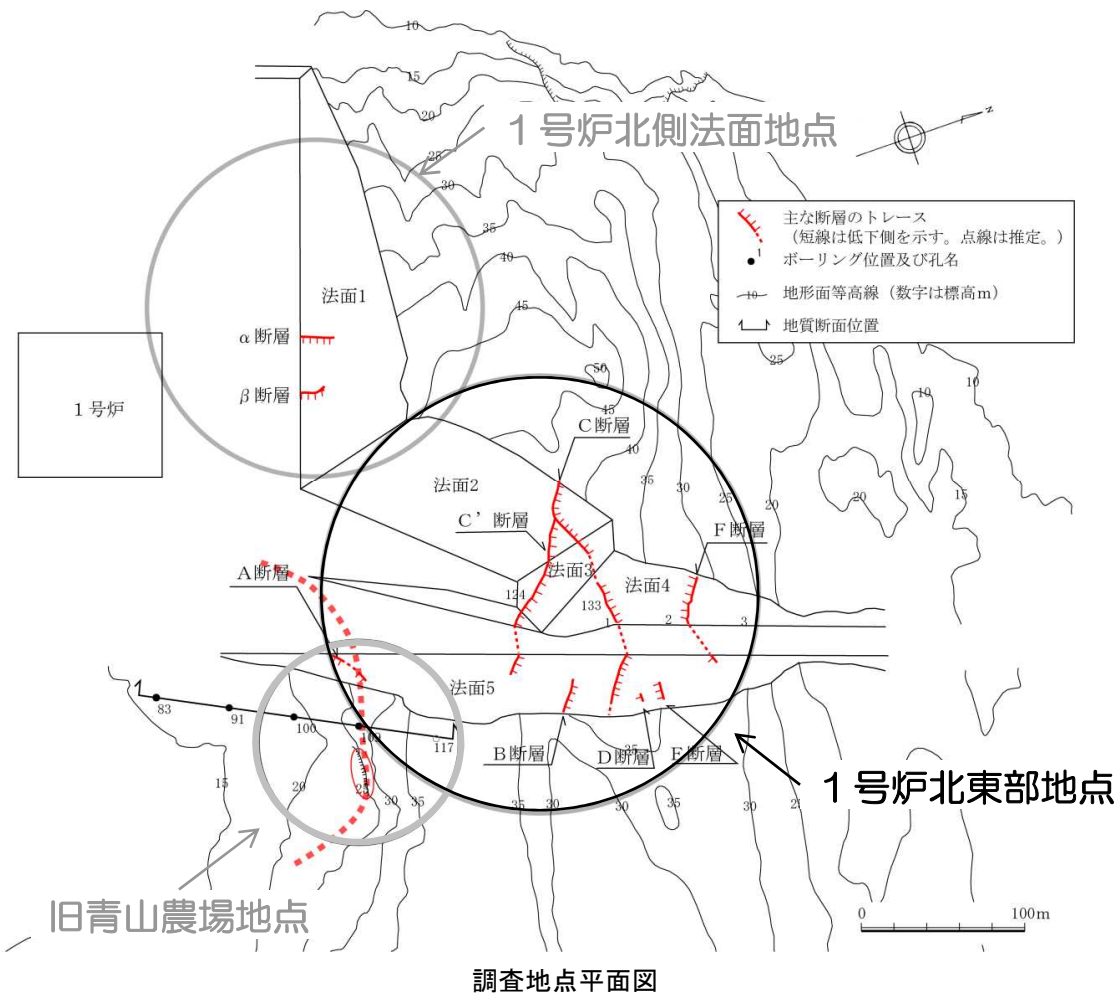 10
15
20
25
30
35
40
45
50
45
40
35
30
25
20
1号炉北側法面地点
N
主な断層のトレース
（短線は低下側を示す。点線は推定。）
1
ボーリング位置及び孔名
10
地形面等高線（数字は標高m）
地質断面位置
25
10
10
20
15
法面1
α断層
β断層
1号炉
C断層
法面2
C’断層
F断層
法面3
法面4
A断層
124
133
1
2
3
法面5
83
91
100
109
117
B断層
D断層
E断層
35
15
20
25
30
35
35
30
30
35
30
1号炉北東部地点
旧青山農場地点
0
100m
調査地点平面図